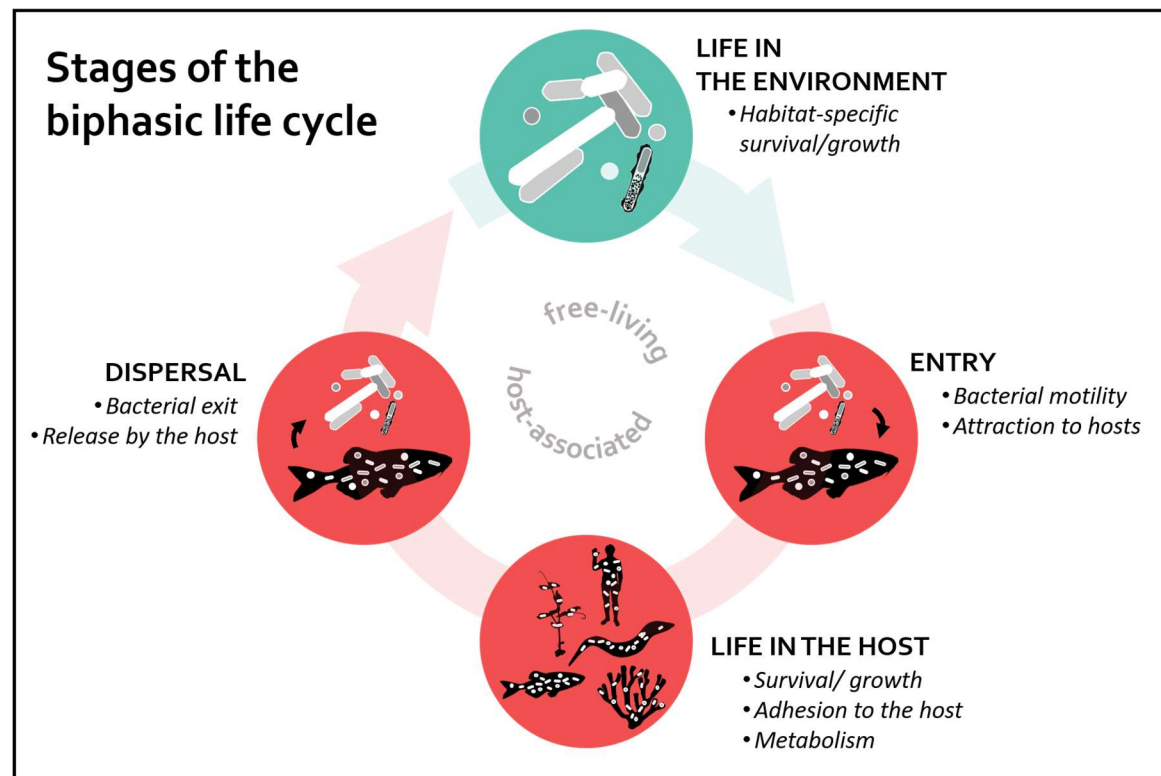 Stages of the
biphasic life cycle
LIFE IN
THE ENVIRONMENT
•Habitat-specific
survival/growth
free-living
host-associated
DISPERSAL
•Bacterial exit
•Release by the host
ENTRY
•Bacterial motility
•Attraction to hosts
LIFE IN THE HOST
•Survival/ growth
•Adhesion to the host
•Metabolism